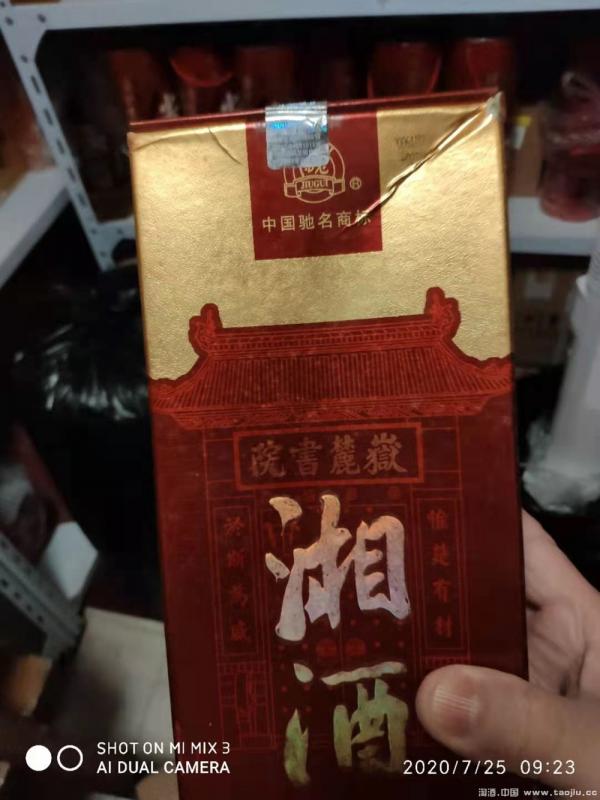 JIUGUI
®
中国驰名商标
院書麓嶽
惟楚有材
於斯為盛
湘酒
SHOT ON MI MIX 3
AI DUAL CAMERA
2020/7/25 09:23
淘酒.中国 www.taojiu.cc